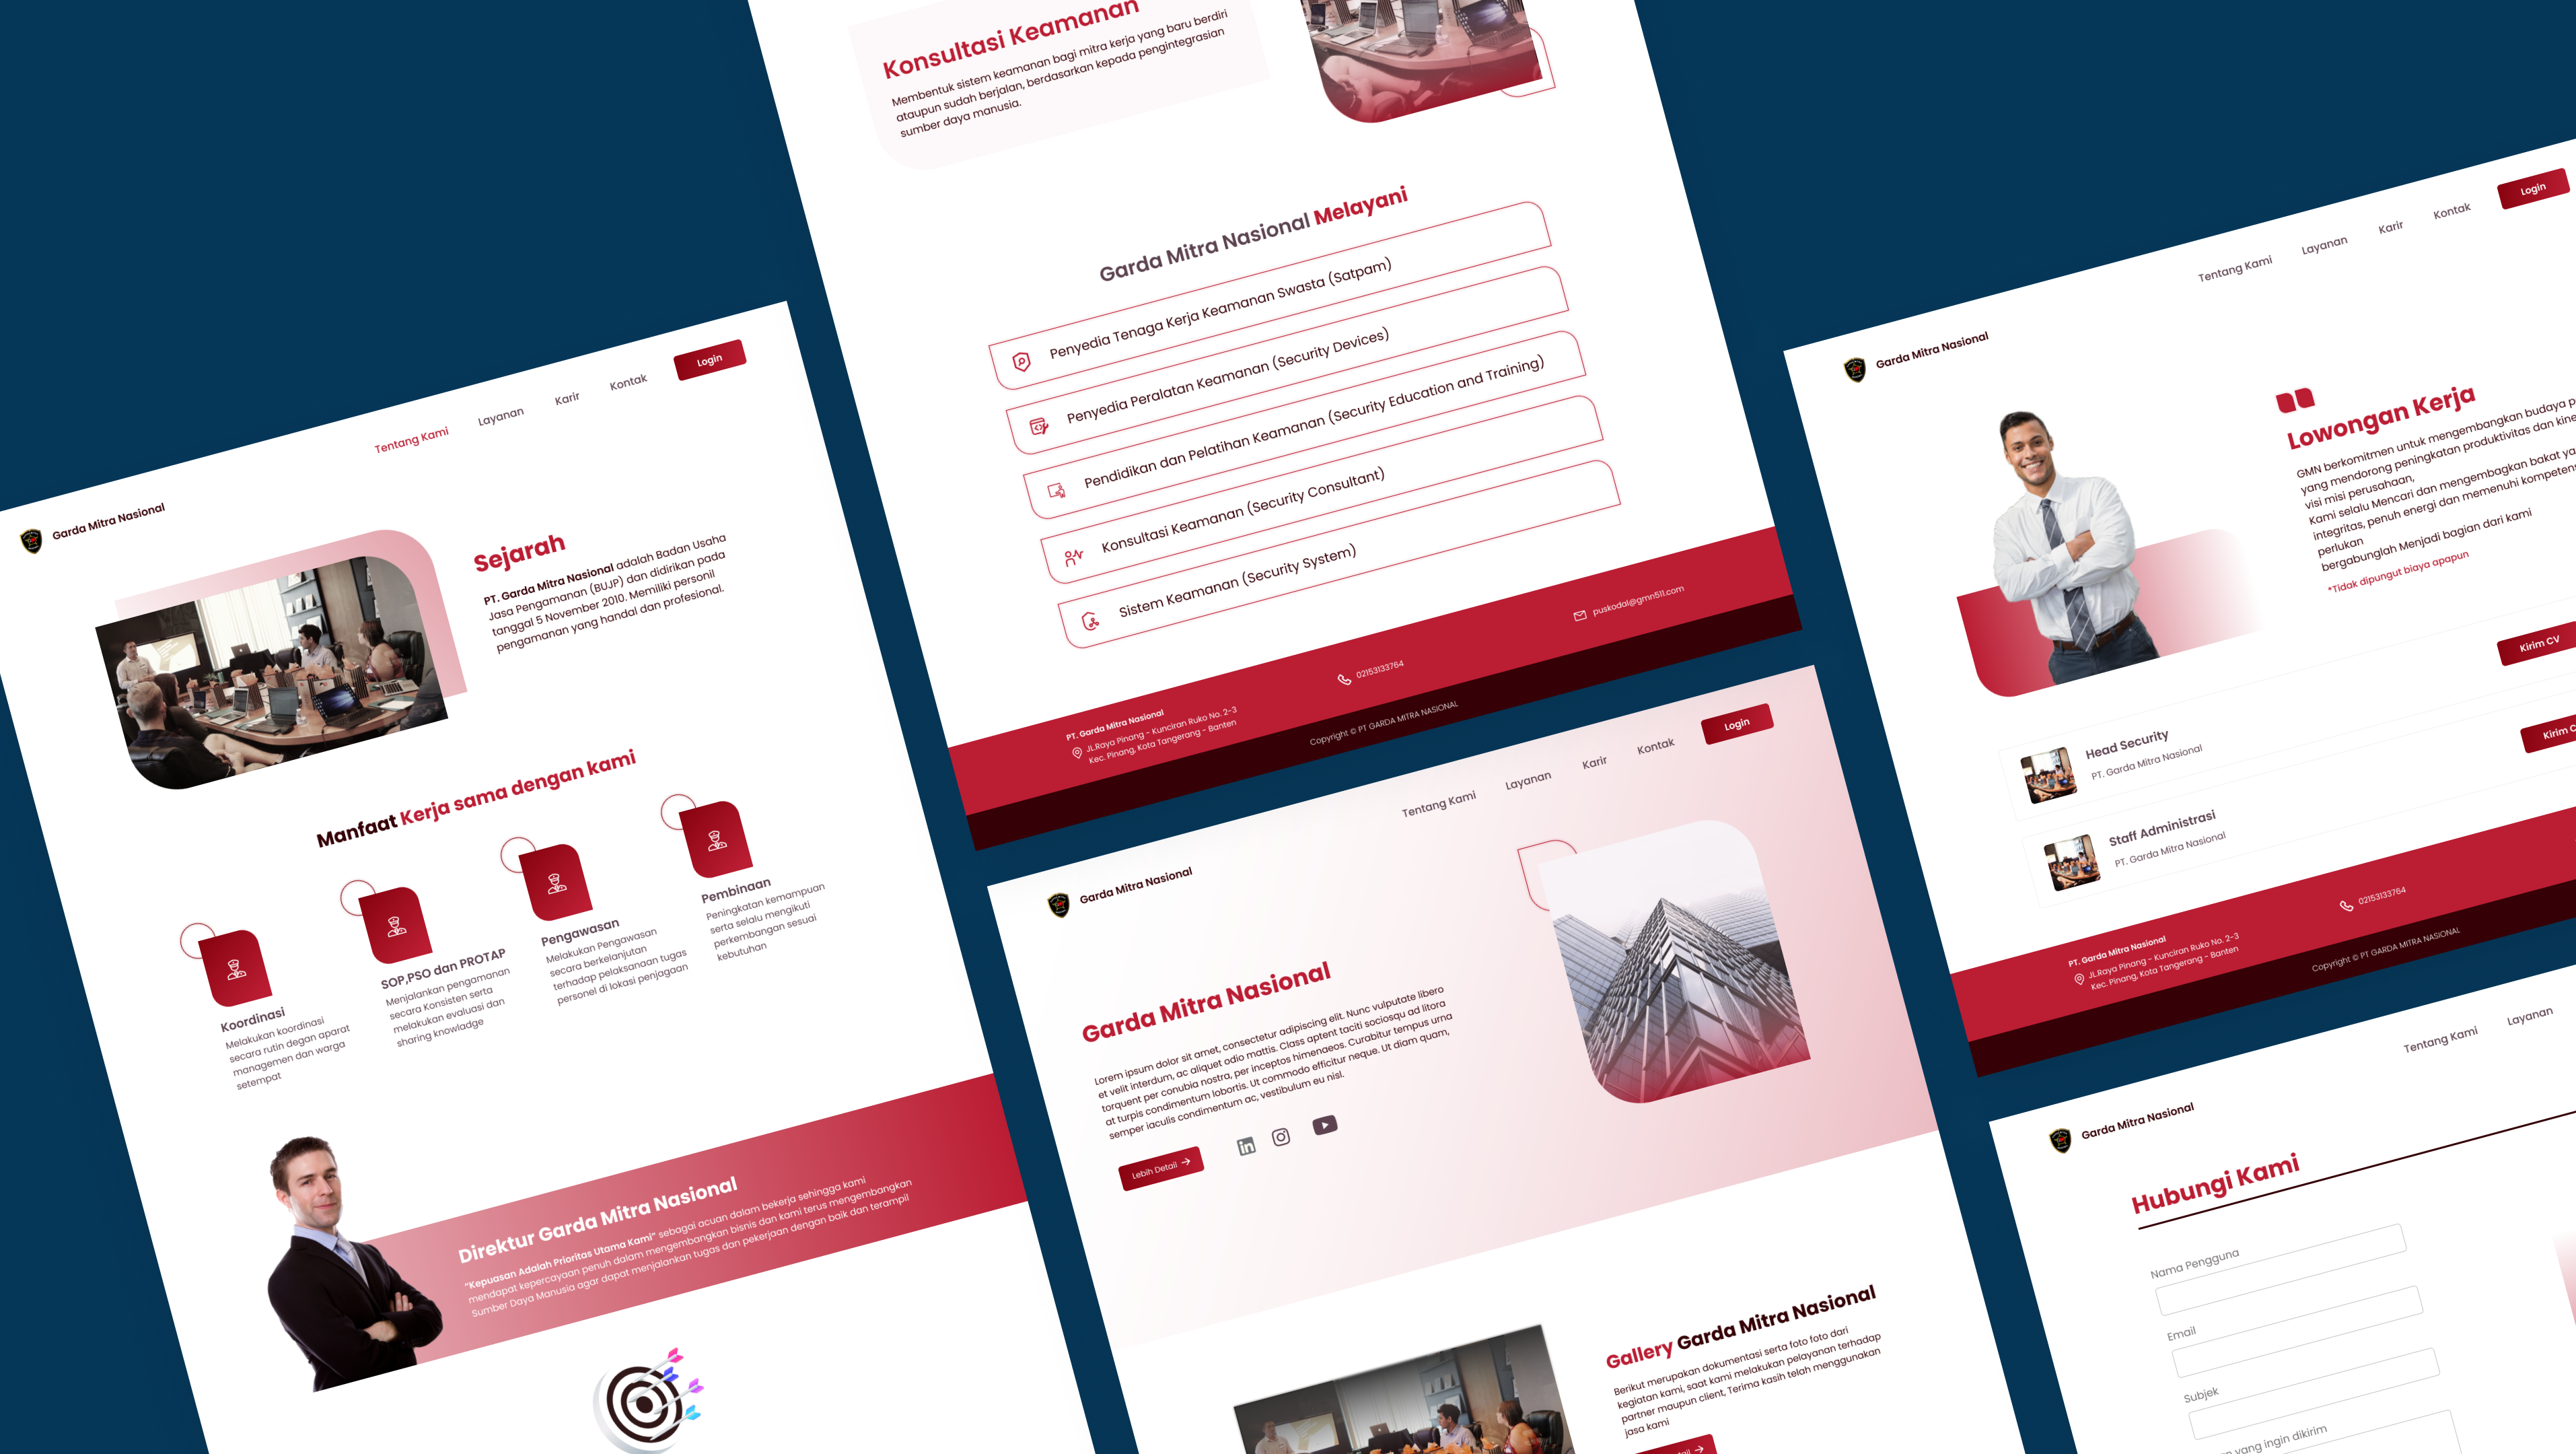 Garda Mitra Nasional
Tentang Kami
Layanan
Karir
Kontak
Login
Sejarah
PT. Garda Mitra Nasional adalah Badan Usaha
Jasa Pengamanan (BUJP) dan didirikan pada
tanggal 5 November 2010. Memiliki personil
pengamanan yang handal dan profesional.
Manfaat Kerja sama dengan kami
Koordinasi
Melakukan koordinasi
secara rutin degan aparat
managemen dan warga
setempat
SOP,PSO dan PROTAP
Menjalankan pengamanan
secara Konsisten serta
melakukan evaluasi dan
sharing knowladge
Pengawasan
Melakukan Pengawasan
secara berkelanjutan
terhadap pelaksanaan tugas
personel di lokasi penjagaan
Pembinaan
Peningkatan kemampuan
serta selalu mengikuti
perkembangan sesuai
kebutuhan
Direktur Garda Mitra Nasional
"Kepuasan Adalah Prioritas Utama Kami" sebagai acuan dalam bekerja sehingga kami
mendapat kepercayaan penuh dalam mengembangkan bisnis dan kami terus mengembangkan
Sumber Daya Manusia agar dapat menjalankan tugas dan pekerjaan dengan baik dan terampil
Konsultasi Keamanan
Membentuk sistem keamanan bagi mitra kerja yang baru berdiri
ataupun sudah berjalan, berdasarkan kepada pengintegrasian
sumber daya manusia.
Garda Mitra Nasional Melayani
Penyedia Tenaga Kerja Keamanan Swasta (Satpam)
Penyedia Peralatan Keamanan (Security Devices)
Pendidikan dan Pelatihan Keamanan (Security Education and Training)
Konsultasi Keamanan (Security Consultant)
Sistem Keamanan (Security System)
PT. Garda Mitra Nasional
JL.Raya Pinang - Kunciran Ruko No. 2-3
Kec. Pinang, Kota Tangerang - Banten
02153133764
puskodal@gmn511.com
Copyright © PT GARDA MITRA NASIONAL
Garda Mitra Nasional
Tentang Kami
Layanan
Karir
Kontak
Login
Garda Mitra Nasional
Lorem ipsum dolor sit amet, consectetur adipiscing elit. Nunc vulputate libero
et velit interdum, ac aliquet odio mattis. Class aptent taciti sociosqu ad litora
torquent per conubia nostra, per inceptos himenaeos. Curabitur tempus urna
at turpis condimentum lobortis. Ut commodo efficitur neque. Ut diam quam,
semper iaculis condimentum ac, vestibulum eu nisl.
Lebih Detail
in
Gallery Garda Mitra Nasional
Berikut merupakan dokumentasi serta foto foto dari
kegiatan kami, saat kami melakukan pelayanan terhadap
partner maupun client, Terima kasih telah menggunakan
jasa kami
Garda Mitra Nasional
Tentang Kami
Layanan
Karir
Kontak
Login
Lowongan Kerja
GMN berkomitmen untuk mengembangkan budaya
yang mendorong peningkatan produktivitas dan
visi misi perusahaan,
Kami selalu Mencari dan mengembagkan bakat
integritas, penuh energi dan memenuhi
perlukan
bergabunglah Menjadi bagian dari kami
*Tidak dipungut biaya apapun
Head Security
PT. Garda Mitra Nasional
Kirim CV
Staff Administrasi
PT. Garda Mitra Nasional
Kirim
PT. Garda Mitra Nasional
JL.Raya Pinang - Kunciran Ruko No. 2-3
Kec. Pinang, Kota Tangerang - Banten
02153133764
Copyright © PT GARDA MITRA NASIONAL
Garda Mitra Nasional
Tentang Kami
Layanan
Hubungi Kami
Nama Pengguna
Email
Subjek
yang ingin dikirim